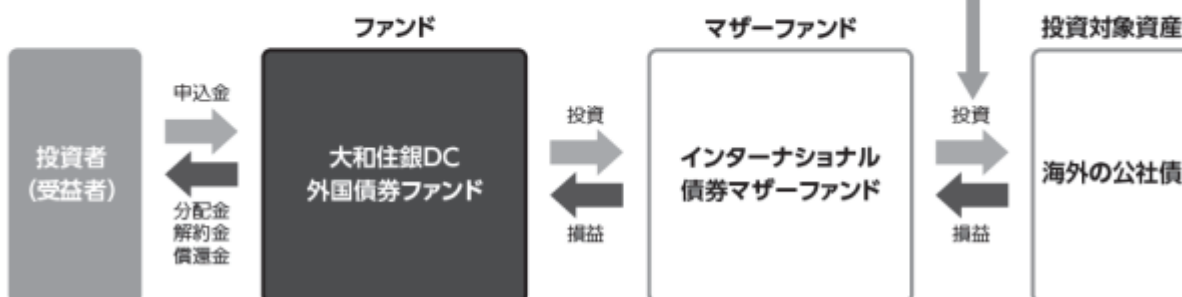 ファンド
マザーファンド
投資対象資産
投資者
(受益者)
申込金
分配金
解約金
償還金
大和住銀DC
外国債券ファンド
投資
損益
インターナショナル
債券マザーファンド
投資
損益
海外の公社債